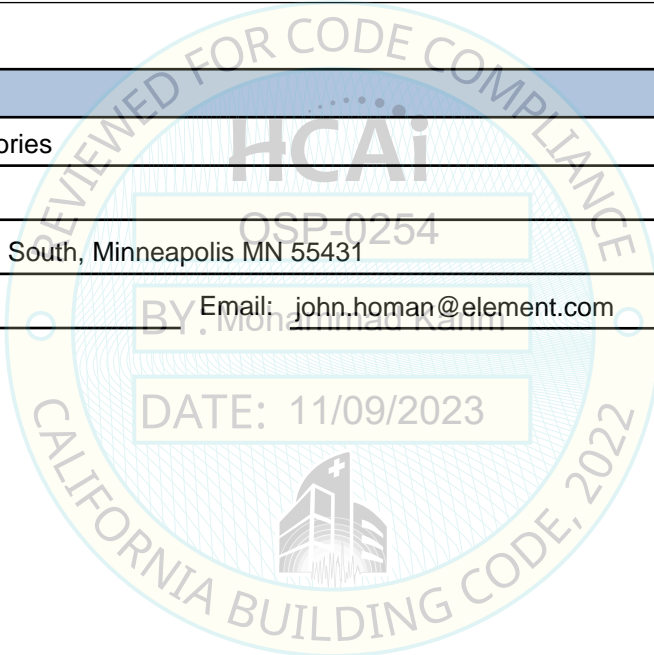 REVIEWED FOR CODE COMPLIANCE
HCAi
ories
OSP-0254
South, Minneapolis MN 55431
Email: john.homan@element.com
BY: Mohammad Karim
DATE: 11/09/2023
CALIFORNIA BUILDING CODE, 2022